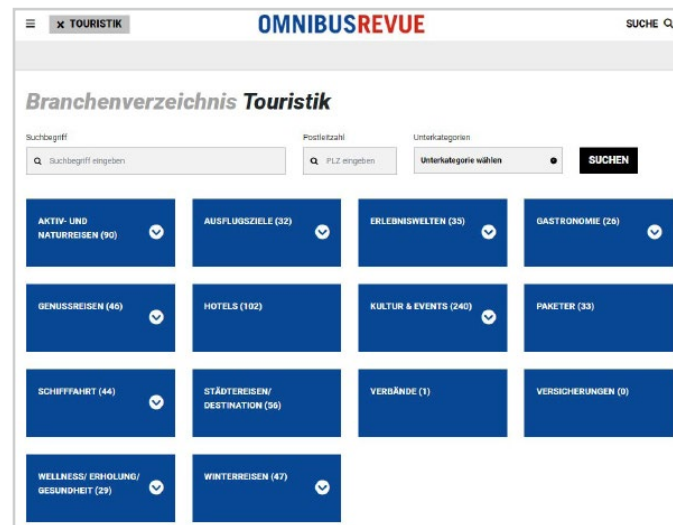 x TOURISTIK
OMNIBUSREVUE
SUCHE
Branchenverzeichnis Touristik
Suchbegriff
Postleitzahl
Unterkategorien
Suchbegriff eingeben
PLZ eingeben
Unterkategorie wählen
SUCHEN
AKTIV- UND
NATURREISEN (90)
AUSFLUGSZIELE (32)
ERLEBNISWELTEN (35)
GASTRONOMIE (26)
GENUSSREISEN (46)
HOTELS (102)
KULTUR & EVENTS (240)
PAKETER (33)
SCHIFFFAHRT (44)
STÄDTEREISEN/
DESTINATION (56)
VERBÄNDE (1)
VERSICHERUNGEN (0)
WELLNESS/ ERHOLUNG/
GESUNDHEIT (29)
WINTERREISEN (47)